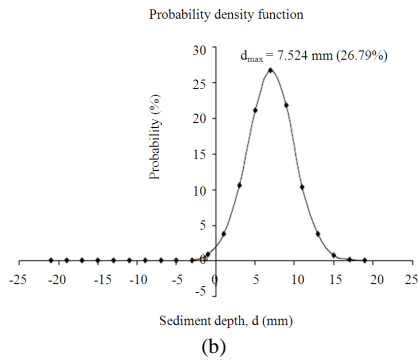 Probability density function
d_max = 7.524 mm (26.79%)
Probability (%)
30
25
20
15
10
5
0
-5
-25 -20 -15 -10 -5 0 5 10 15 20 25
Sediment depth, d (mm)
(b)